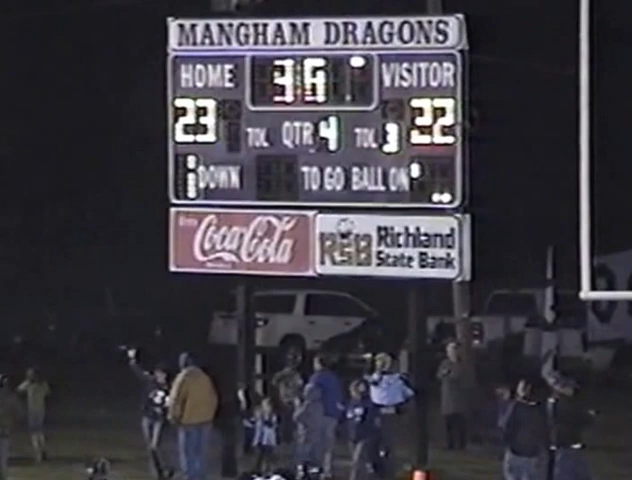 MANGHAM DRAGONS
HOME VISITOR
23 TOL QTR 4 TOL 3 22
DOWN TO GO BALL ON
Coca-Cola
RSB Richland
State Bank